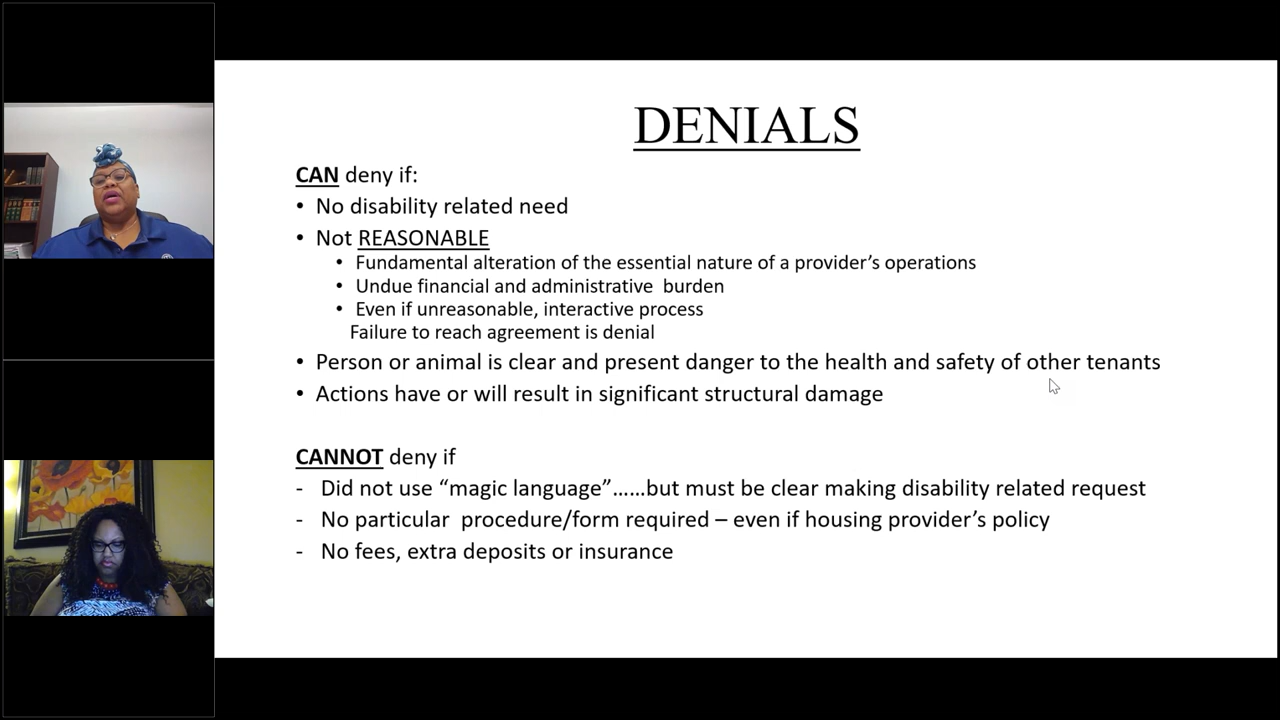 DENIALS
CAN deny if:
• No disability related need
• Not REASONABLE
• Fundamental alteration of the essential nature of a provider’s operations
• Undue financial and administrative  burden
• Even if unreasonable, interactive process
Failure to reach agreement is denial
• Person or animal is clear and present danger to the health and safety of other tenants
• Actions have or will result in significant structural damage
CANNOT deny if
- Did not use “magic language”......but must be clear making disability related request
- No particular  procedure/form required – even if housing provider’s policy
- No fees, extra deposits or insurance